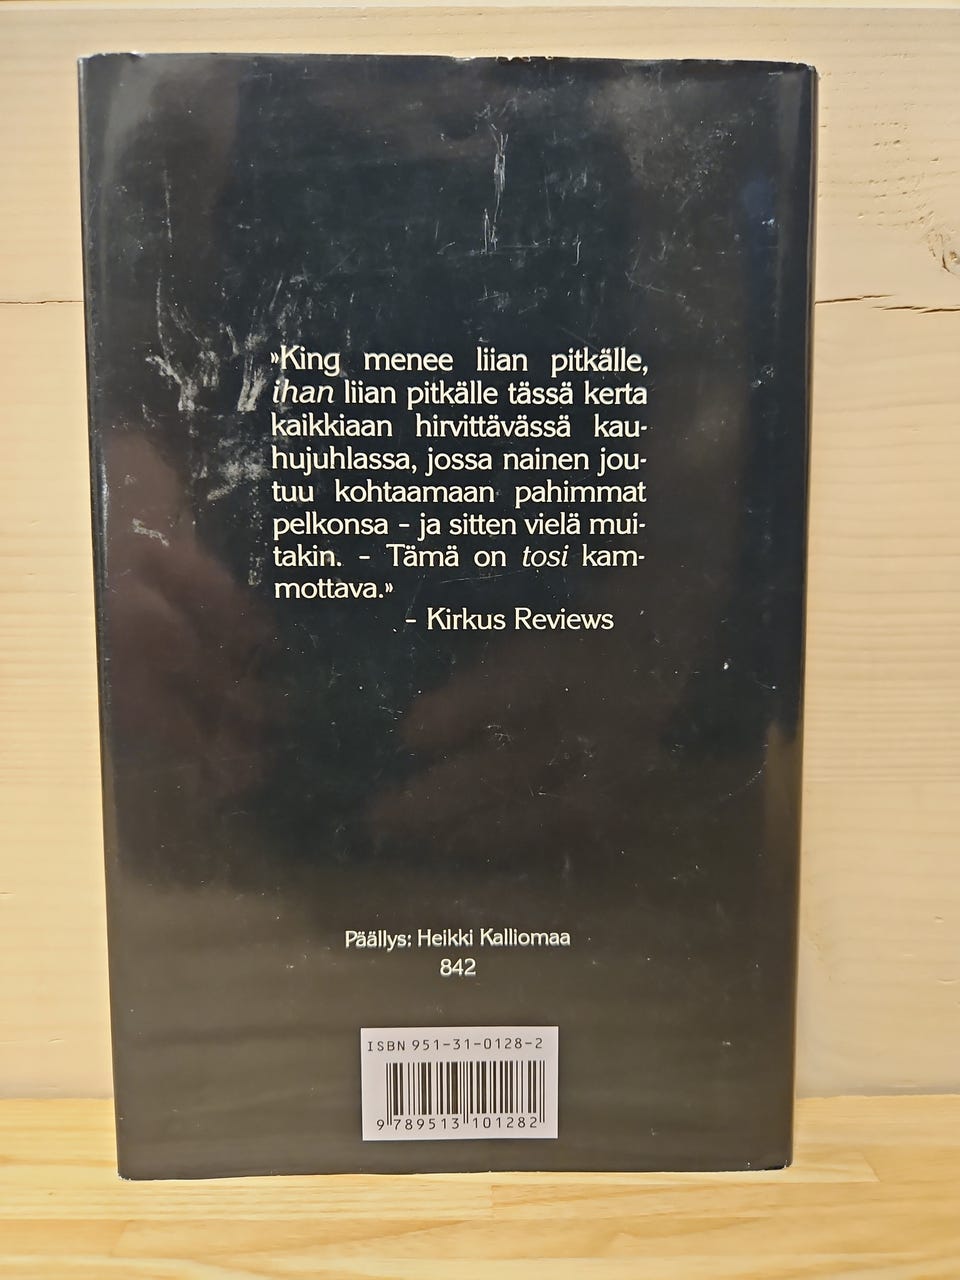 »King menee liian pitkälle,
ihan liian pitkälle tässä kerta
kaikkiaan hirvittävässä kau-
hujuhlassa, jossa nainen jou-
tuu kohtaamaan pahimmat
pelkonsa - ja sitten vielä mui-
takin. - Tämä on tosi kam-
mottava.»
- Kirkus Reviews
Päällys: Heikki Kalliomaa
842
ISBN 951-31-0128-2
9 789513 101282